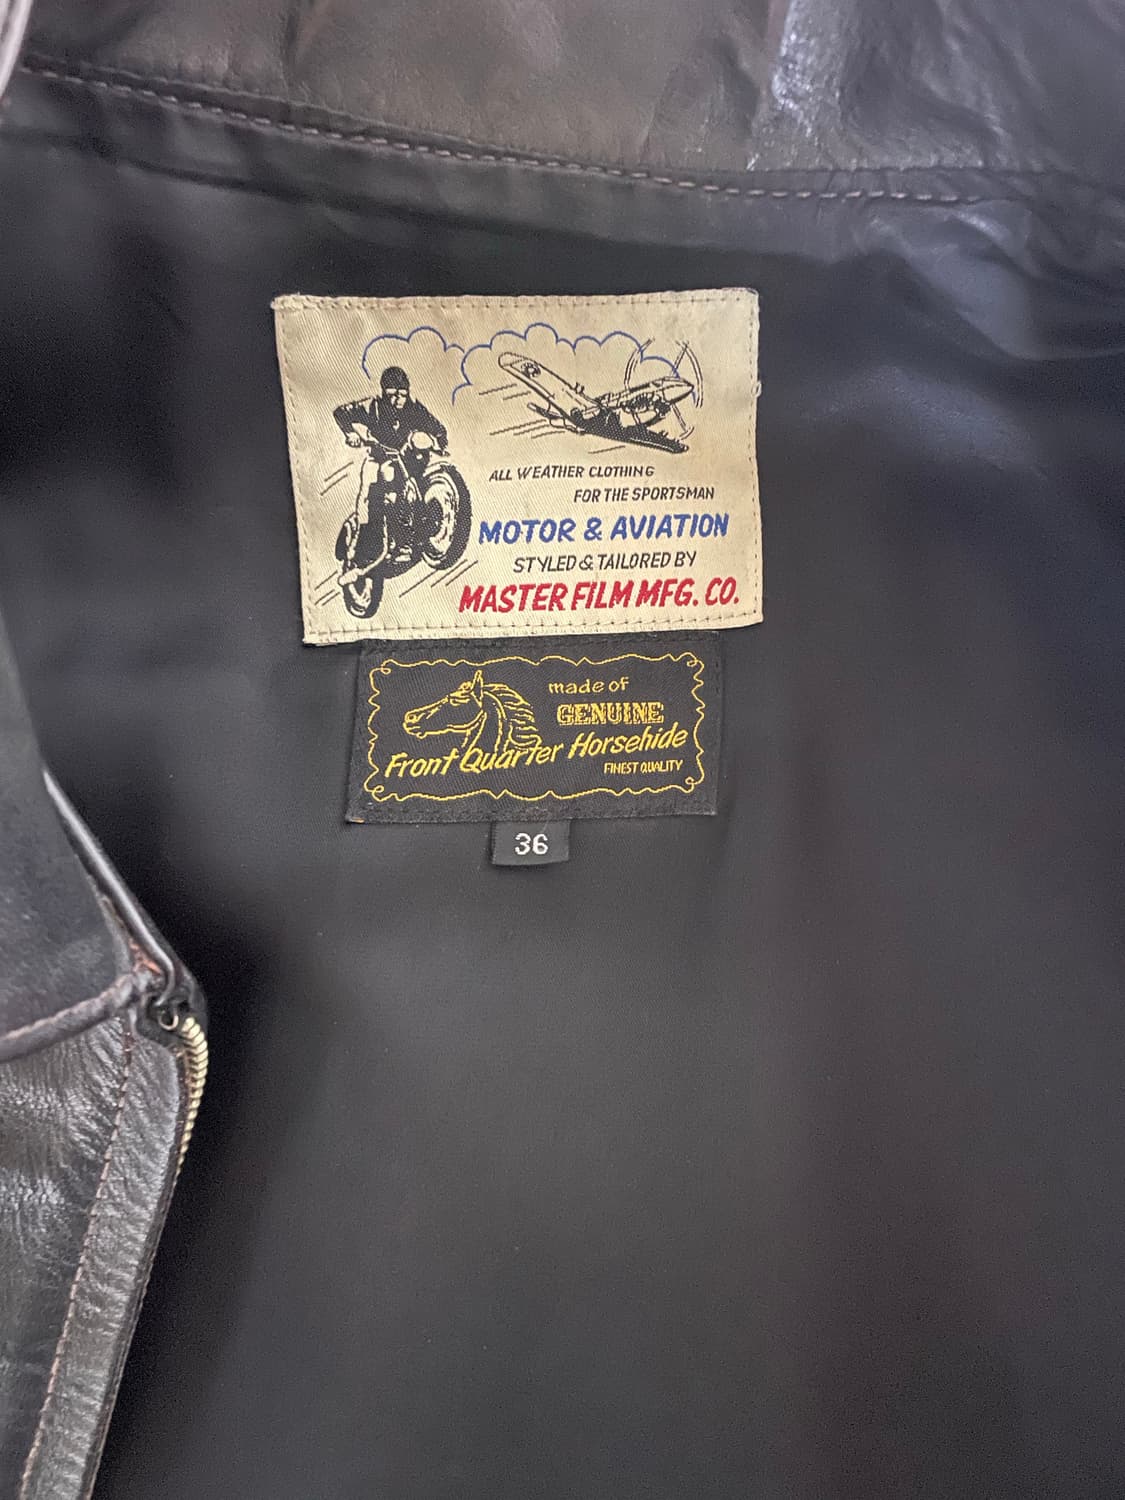 ALL WEATHER CLOTHING
FOR THE SPORTSMAN
MOTOR & AVIATION
STYLED & TAILORED BY
MASTER FILM MFG. CO.
made of
GENUINE
Front Quarter Horsehide
FINEST QUALITY
36